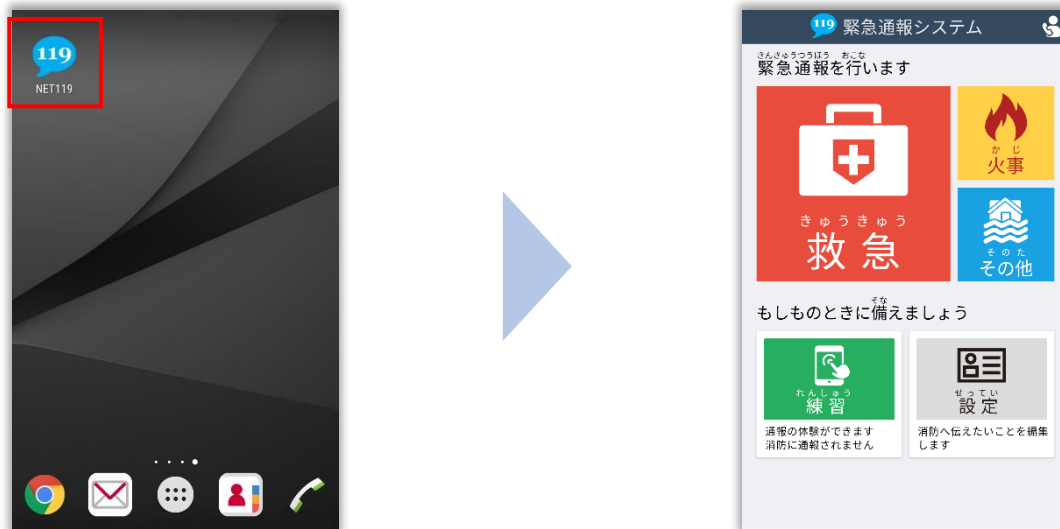 119
NET119
119 緊急通報システム
きんきゅうつうほう おこな
緊急通報を行います
きゅうきゅう
救急
かじ
火事
そのた
その他
そな
もしものときに備えましょう
れんしゅう
練習
通報の体験ができます
消防に通報されません
せってい
設定
消防へ伝えたいことを編集
します